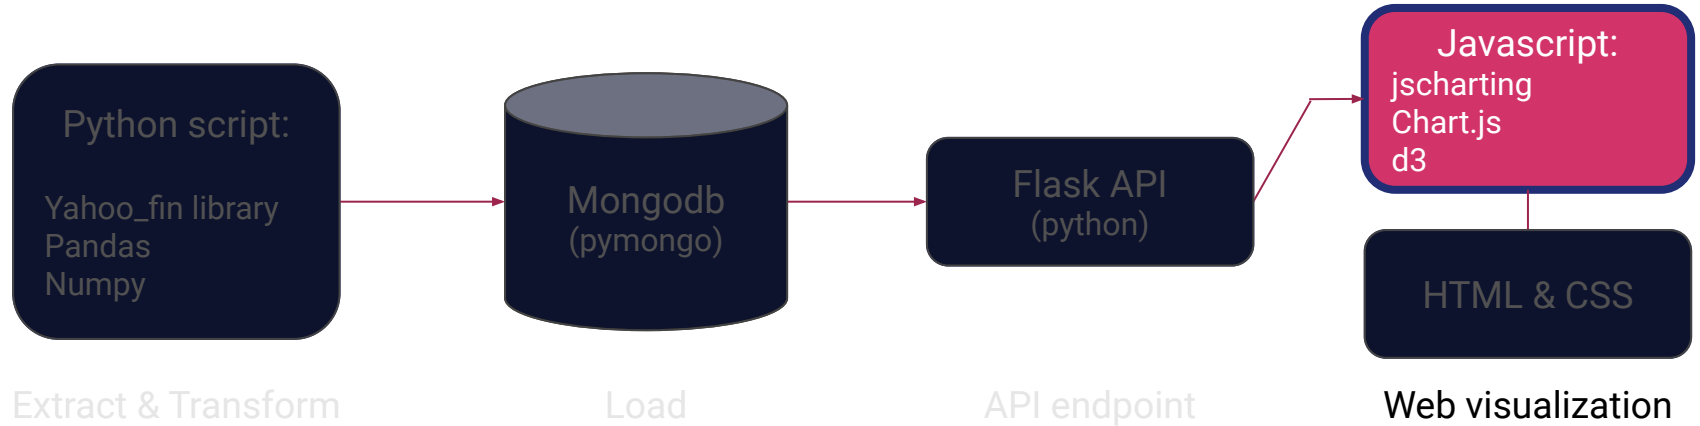 Python script:
Yahoo_fin library
Pandas
Numpy
Extract & Transform
Mongodb
(pymongo)
Load
Flask API
(python)
API endpoint
Javascript:
jscharting
Chart.js
d3
HTML & CSS
Web visualization